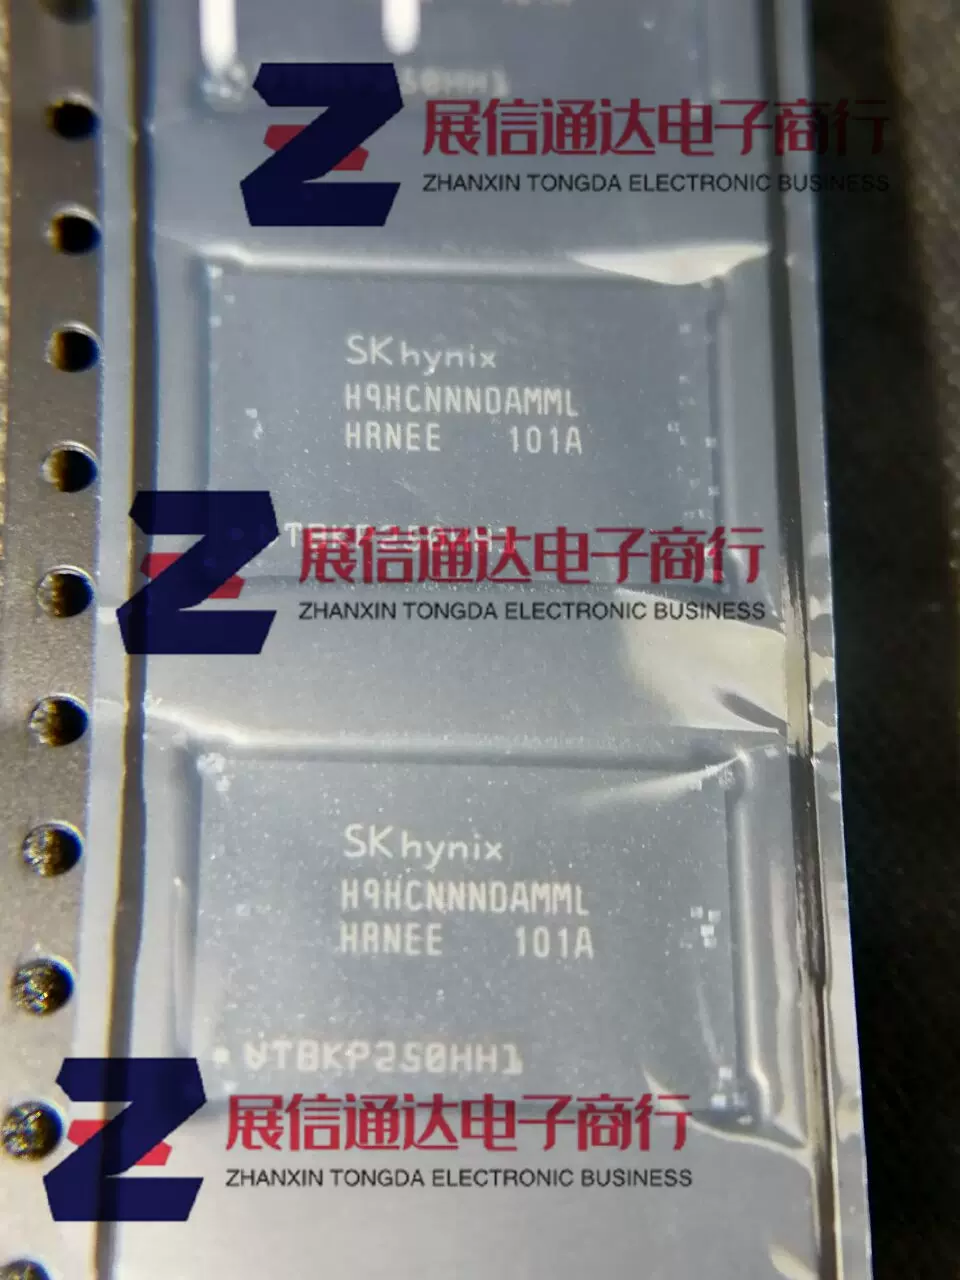 展信通达电子商行
ZHANXIN TONGDA ELECTRONIC BUSINESS
SK hynix
H9HCNNNDAMML
HRNEE 101A
展信通达电子商行
ZHANXIN TONGDA ELECTRONIC BUSINESS
SK hynix
H9HCNNNDAMML
HRNEE 101A
WTBKP250HH1
展信通达电子商行
ZHANXIN TONGDA ELECTRONIC BUSINESS